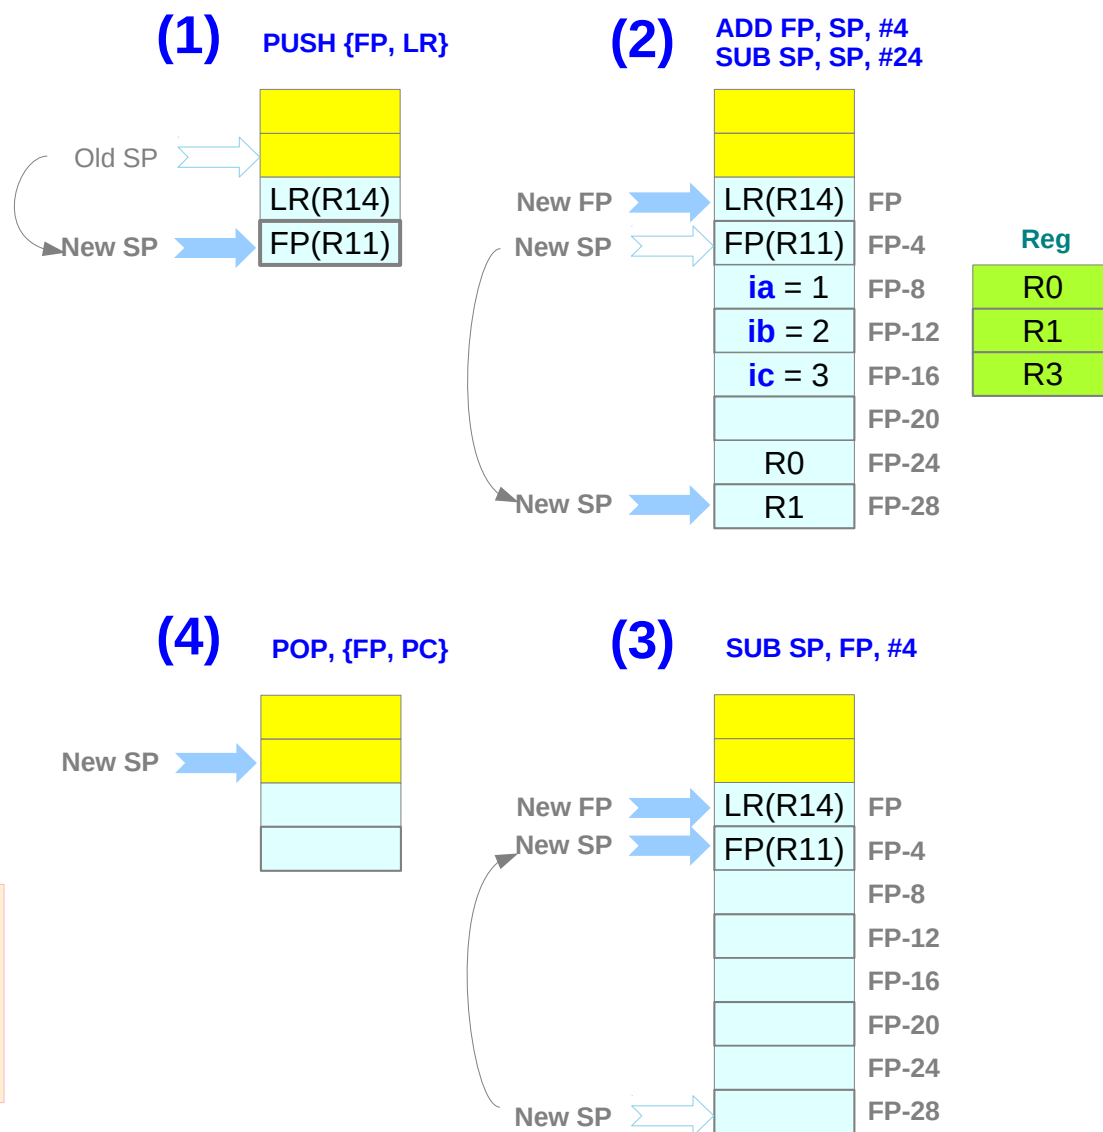 (1) PUSH {FP, LR}
Old SP
LR(R14)
New SP FP(R11)
(2) ADD FP, SP, #4
SUB SP, SP, #24
New FP LR(R14) FP
New SP FP(R11) FP-4
Reg
ia = 1 FP-8 R0
ib = 2 FP-12 R1
ic = 3 FP-16 R3
FP-20
R0 FP-24
New SP R1 FP-28
(4) POP, {FP, PC}
New SP
(3) SUB SP, FP, #4
New FP LR(R14) FP
New SP FP(R11) FP-4
FP-8
FP-12
FP-16
FP-20
FP-24
New SP FP-28